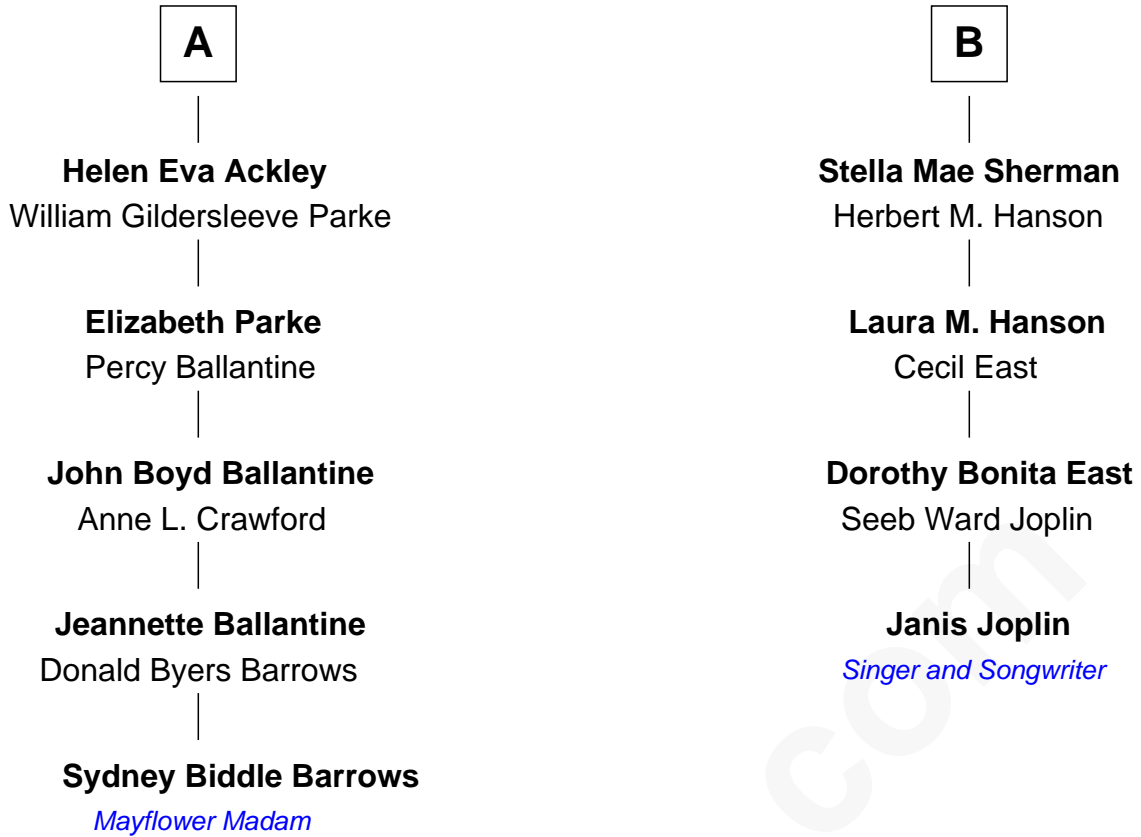 A
Helen Eva Ackley
William Gildersleeve Parke
Elizabeth Parke
Percy Ballantine
John Boyd Ballantine
Anne L. Crawford
Jeannette Ballantine
Donald Byers Barrows
Sydney Biddle Barrows
Mayflower Madam
B
Stella Mae Sherman
Herbert M. Hanson
Laura M. Hanson
Cecil East
Dorothy Bonita East
Seeb Ward Joplin
Janis Joplin
Singer and Songwriter
com